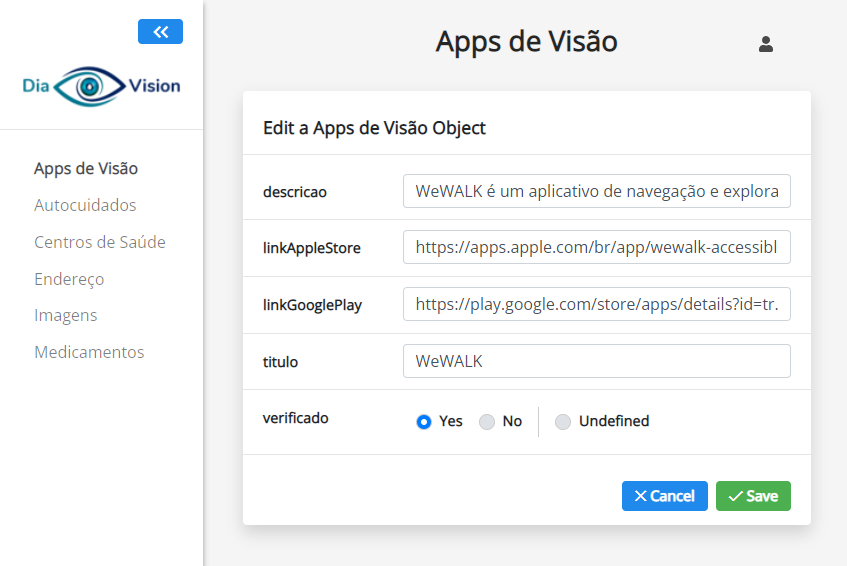 Dia Vision
Apps de Visão
Autocuidados
Centros de Saúde
Endereço
Imagens
Medicamentos
Apps de Visão
Edit a Apps de Visão Object
descricao WeWALK é um aplicativo de navegação e explora
linkAppleStore https://apps.apple.com/br/app/wewalk-accessibl
linkGooglePlay https://play.google.com/store/apps/details?id=tr.
titulo WeWALK
verificado Yes No Undefined
Cancel Save